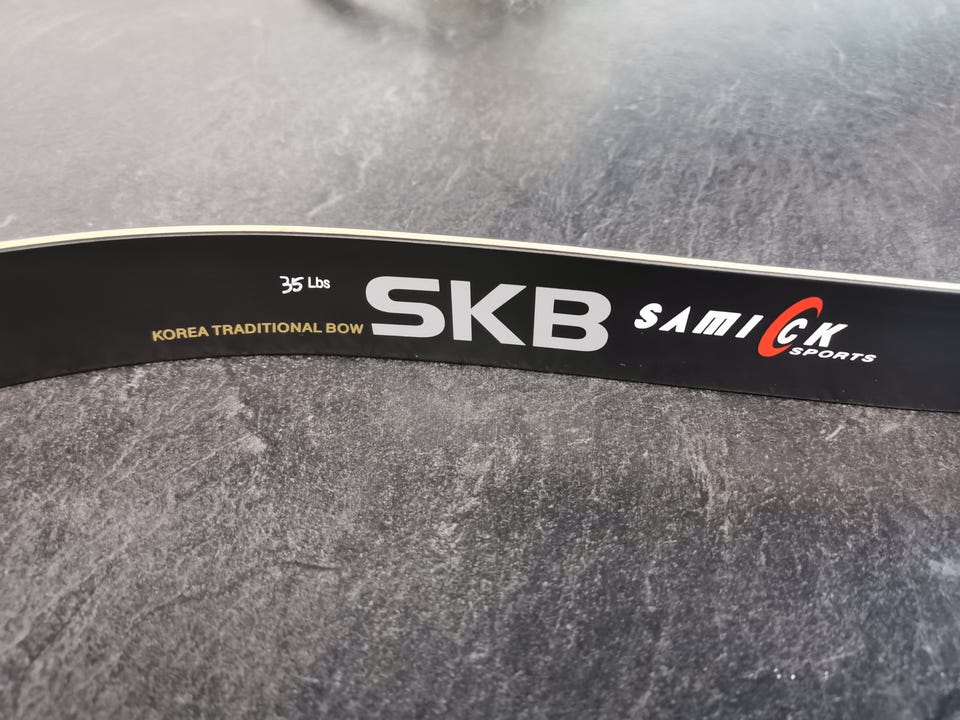 35 Lbs
KOREA TRADITIONAL BOW
SKB
SAMICK
SPORTS